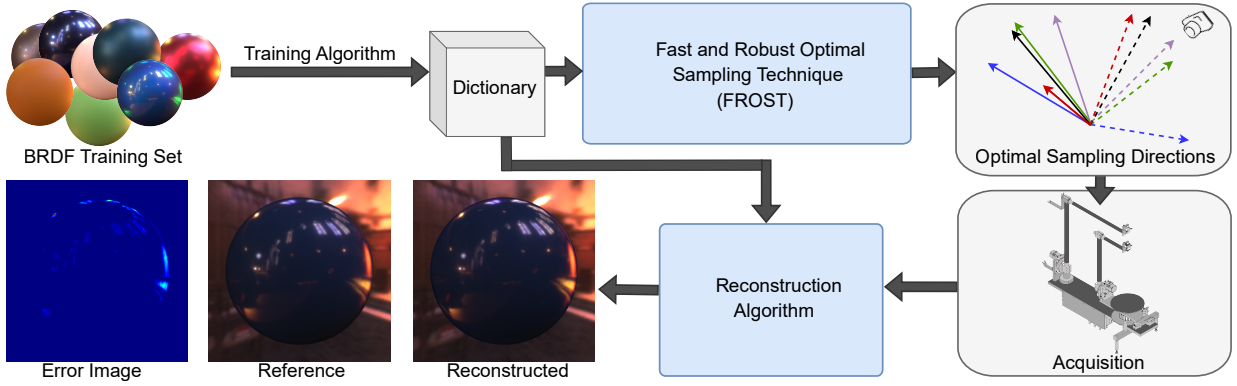 BRDF Training Set
Training Algorithm
Dictionary
Fast and Robust Optimal
Sampling Technique
(FROST)
Optimal Sampling Directions
Acquisition
Reconstruction
Algorithm
Reconstructed
Reference
Error Image